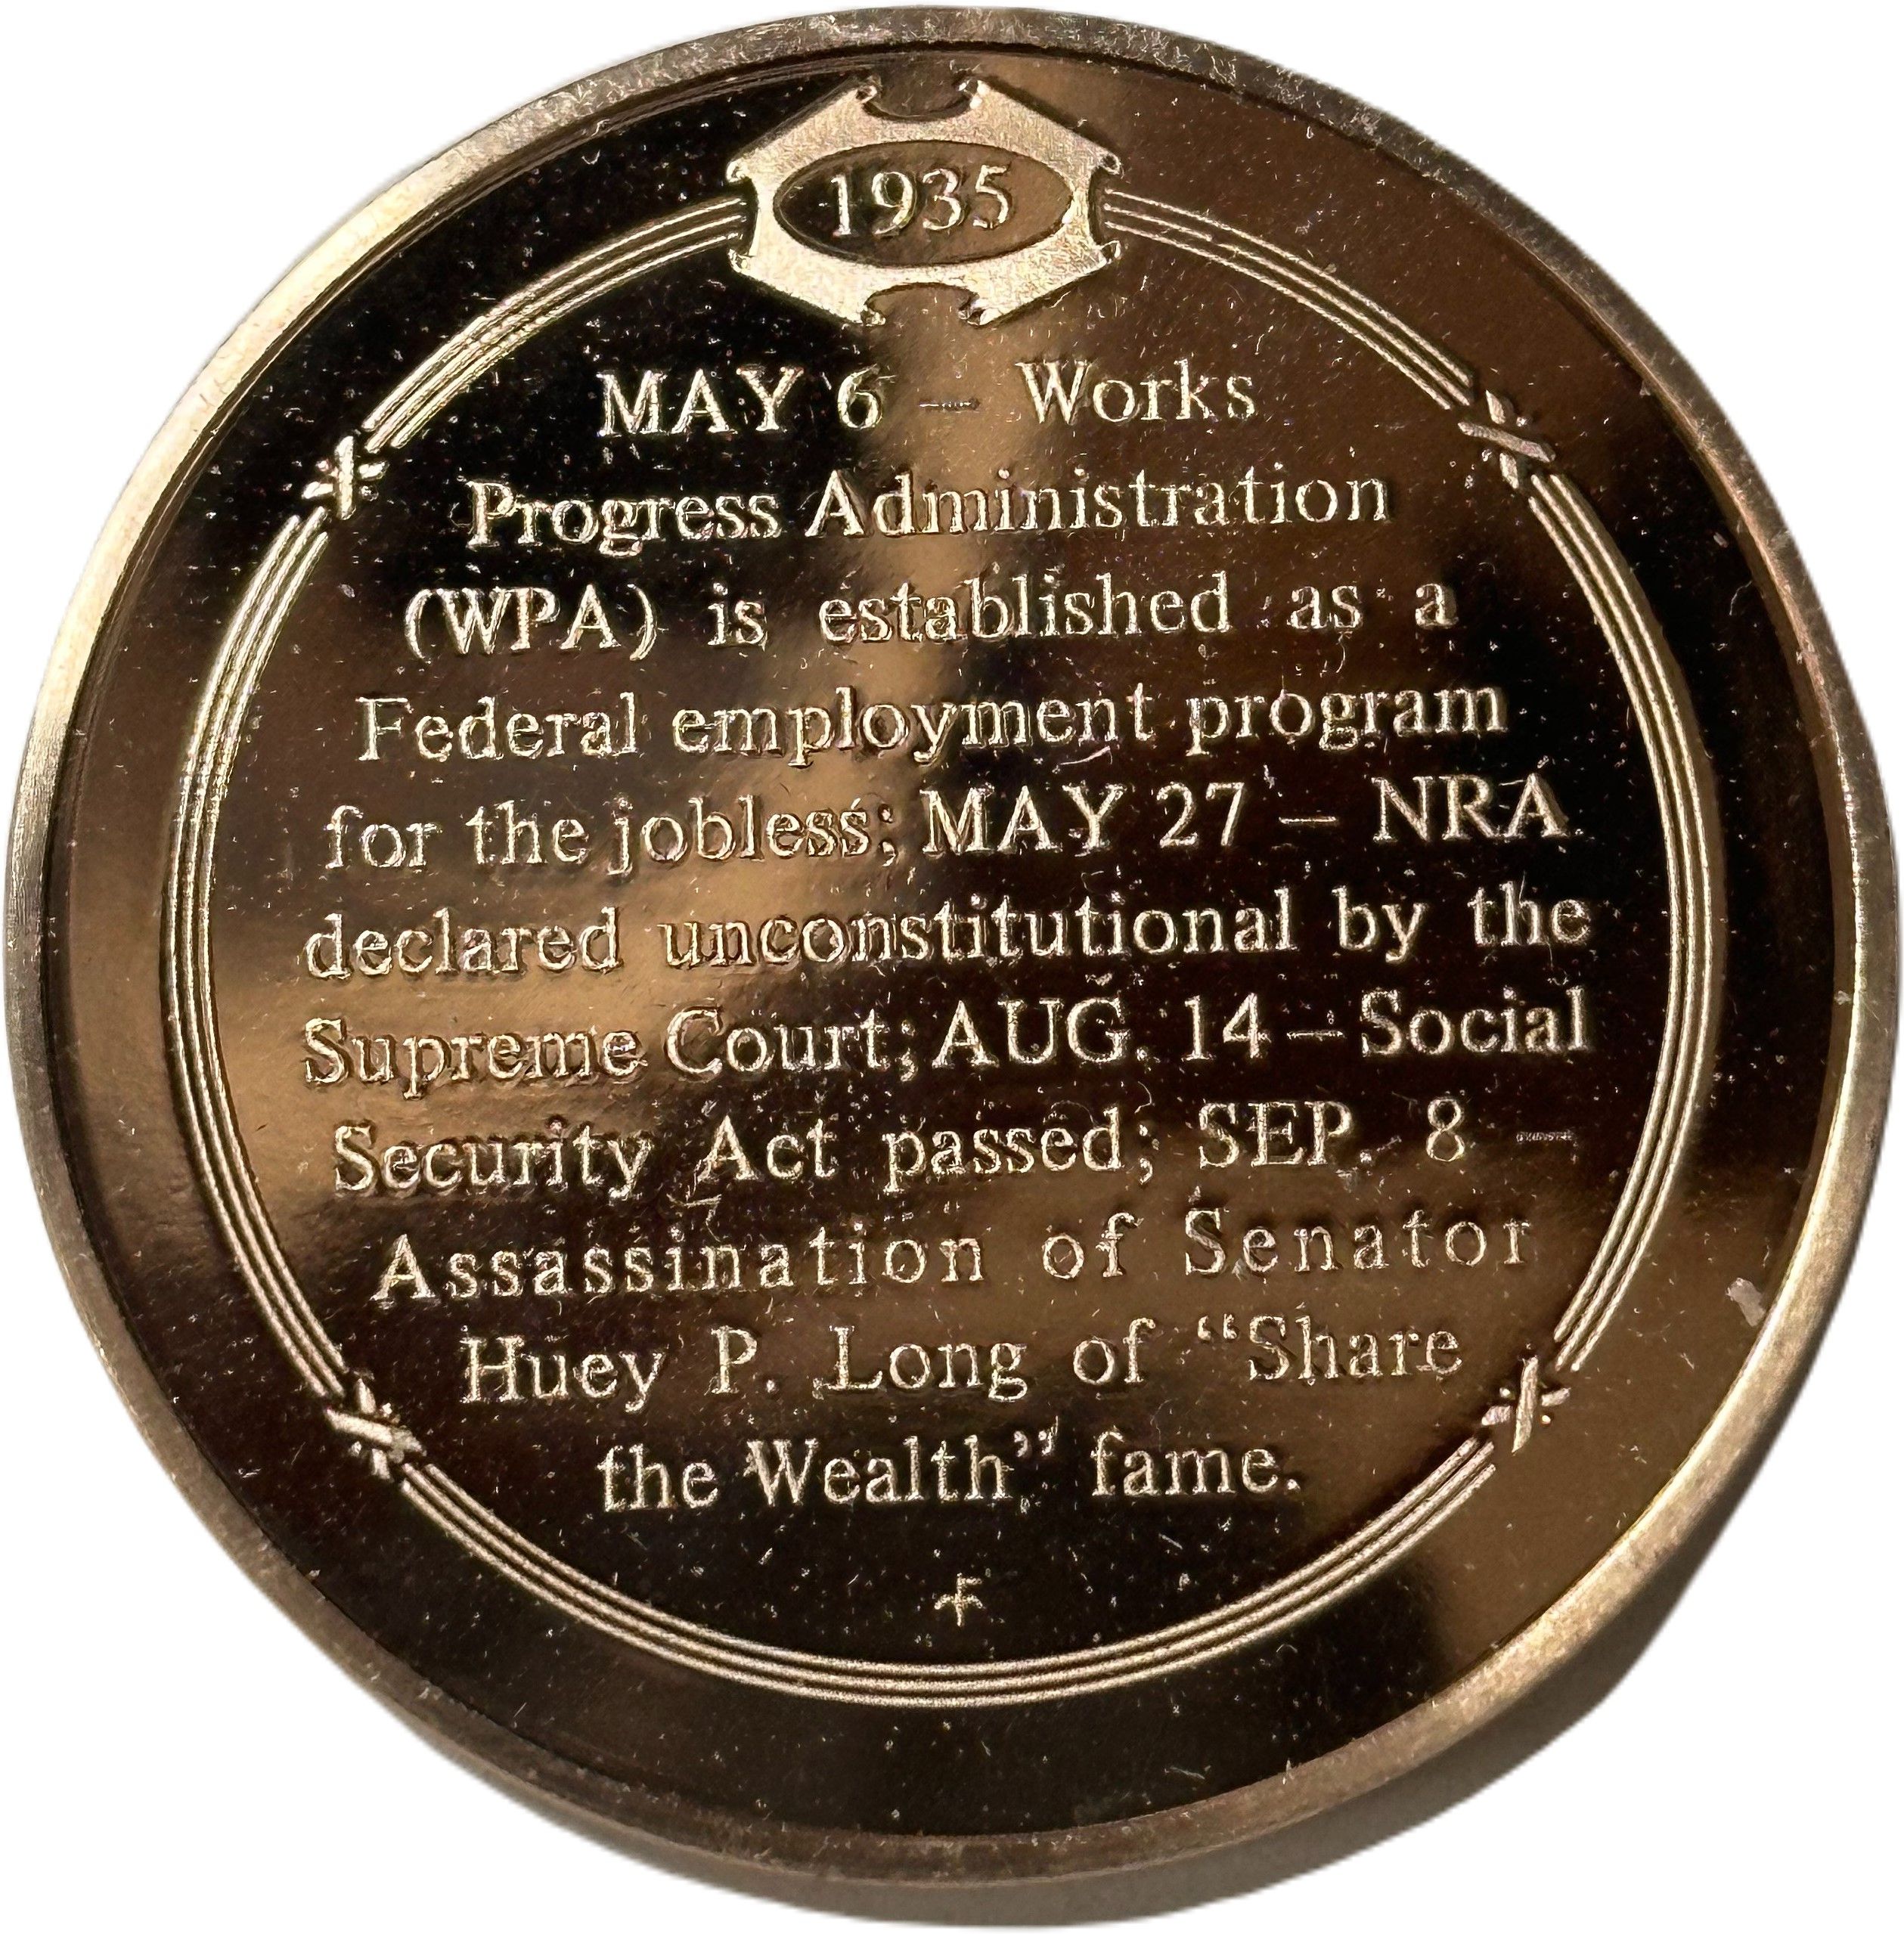 1935
MAY 6 – Works
Progress Administration
(WPA) is established as a
Federal employment program
for the jobless; MAY 27 – NRA
declared unconstitutional by the
Supreme Court; AUG. 14 – Social
Security Act passed; SEP. 8 –
Assassination of Senator
Huey P. Long of “Share
the Wealth” fame.